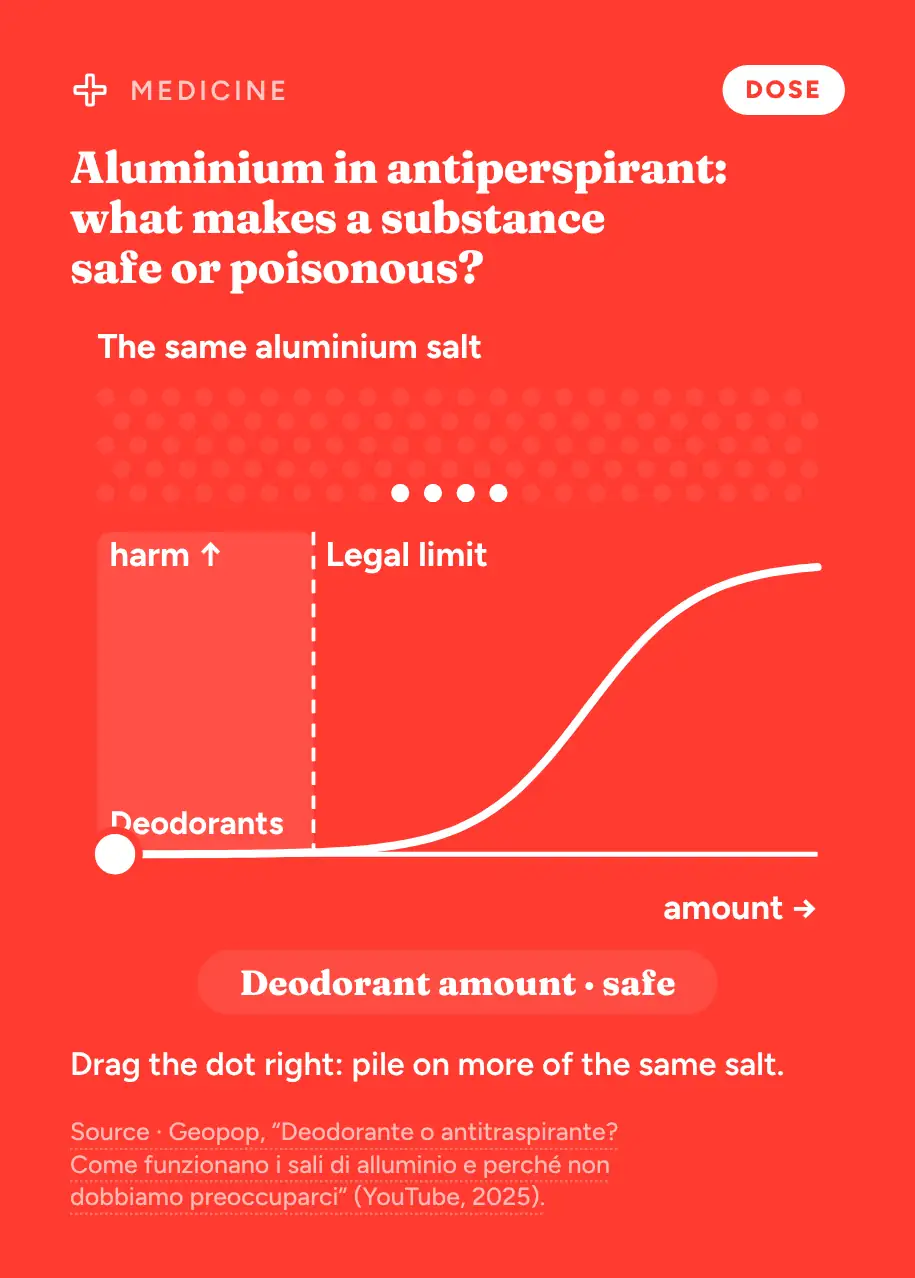 MEDICINE
DOSE
Aluminium in antiperspirant:
what makes a substance
safe or poisonous?
The same aluminium salt
harm ↑
Legal limit
Deodorants
amount →
Deodorant amount · safe
Drag the dot right: pile on more of the same salt.
Source · Geopop, “Deodorante o antitraspirante?
Come funzionano i sali di alluminio e perché non
dobbiamo preoccuparci” (YouTube, 2025).